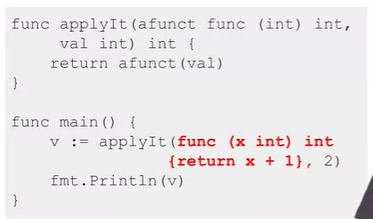 func applyIt(afunct func (int) int,
     val int) int {
    return afunct(val)
}

func main() {
    v := applyIt(func (x int) int
                 {return x + 1}, 2)
    fmt.Println(v)
}